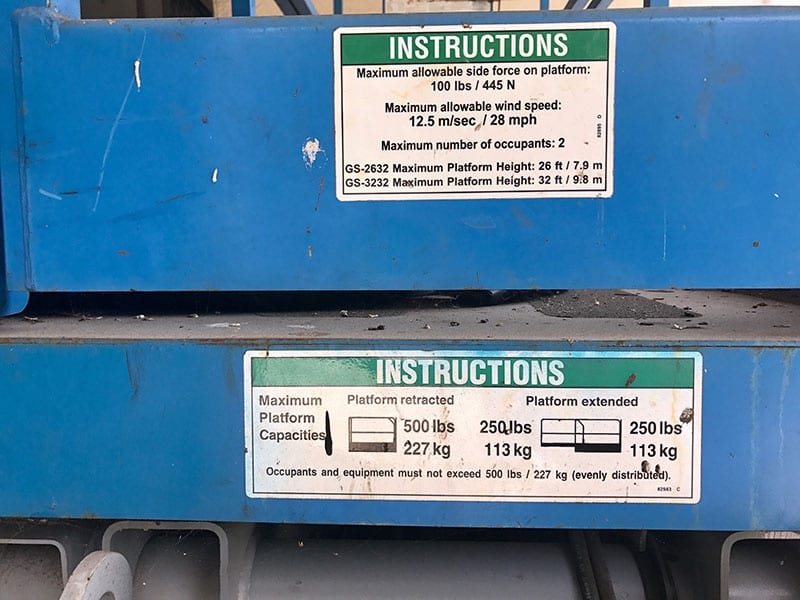 INSTRUCTIONS
Maximum allowable side force on platform:
100 lbs / 445 N
Maximum allowable wind speed:
12.5 m/sec / 28 mph
Maximum number of occupants: 2
GS-2632 Maximum Platform Height: 26 ft / 7.9 m
GS-3232 Maximum Platform Height: 32 ft / 9.8 m
INSTRUCTIONS
Maximum Platform Capacities
Platform retracted
500 lbs
227 kg
Platform extended
250 lbs
113 kg
250 lbs
113 kg
Occupants and equipment must not exceed 500 lbs / 227 kg (evenly distributed).